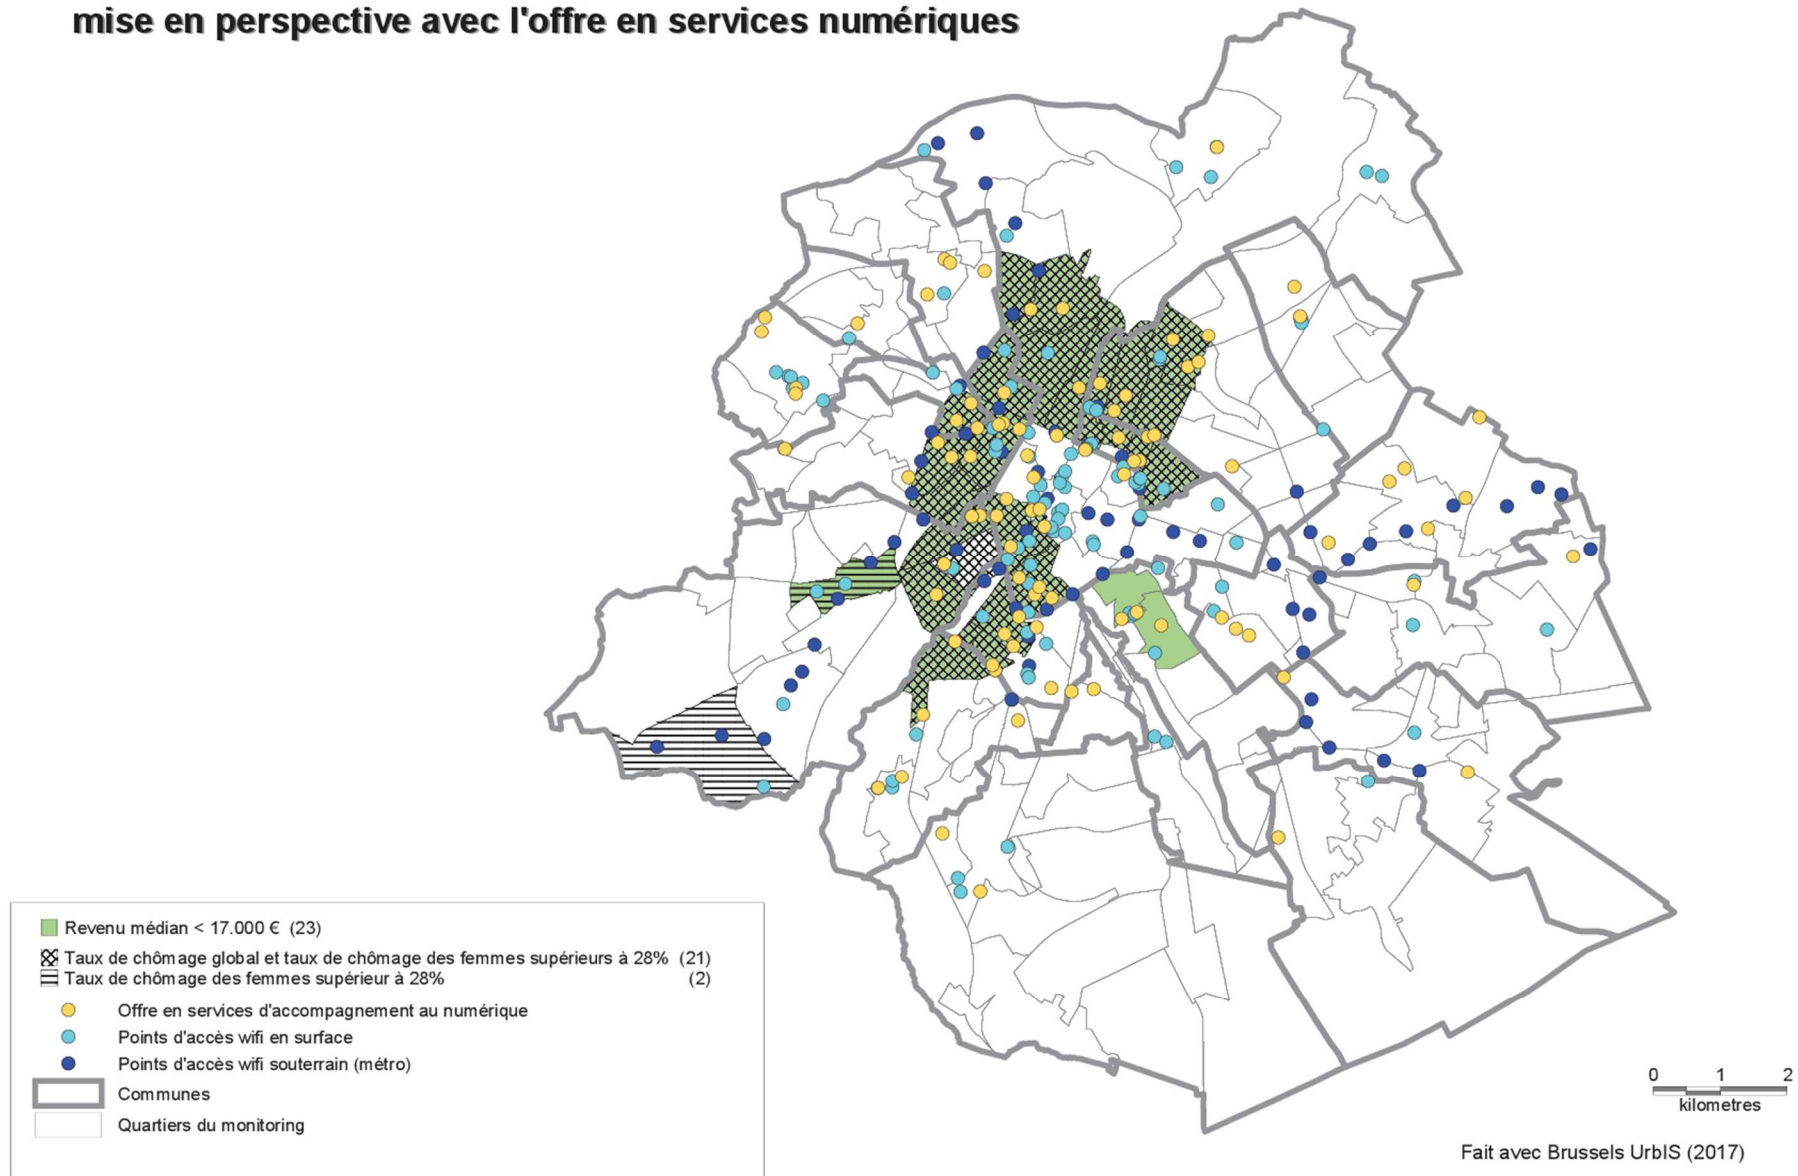 mise en perspective avec l'offre en services numériques
Revenu médian < 17.000 € (23)
Taux de chômage global et taux de chômage des femmes supérieurs à 28% (21)
Taux de chômage des femmes supérieur à 28% (2)
Offre en services d'accompagnement au numérique
Points d'accès wifi en surface
Points d'accès wifi souterrain (métro)
Communes
Quartiers du monitoring
0 1 2
kilometres
Fait avec Brussels UrbIS (2017)